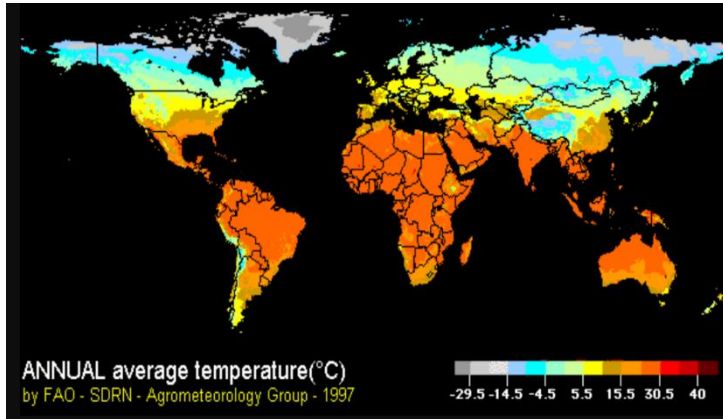 ANNUAL average temperature(°C)
by FAO - SDRN - Agrometeorology Group - 1997
-29.5 -14.5 -4.5 5.5 15.5 30.5 40